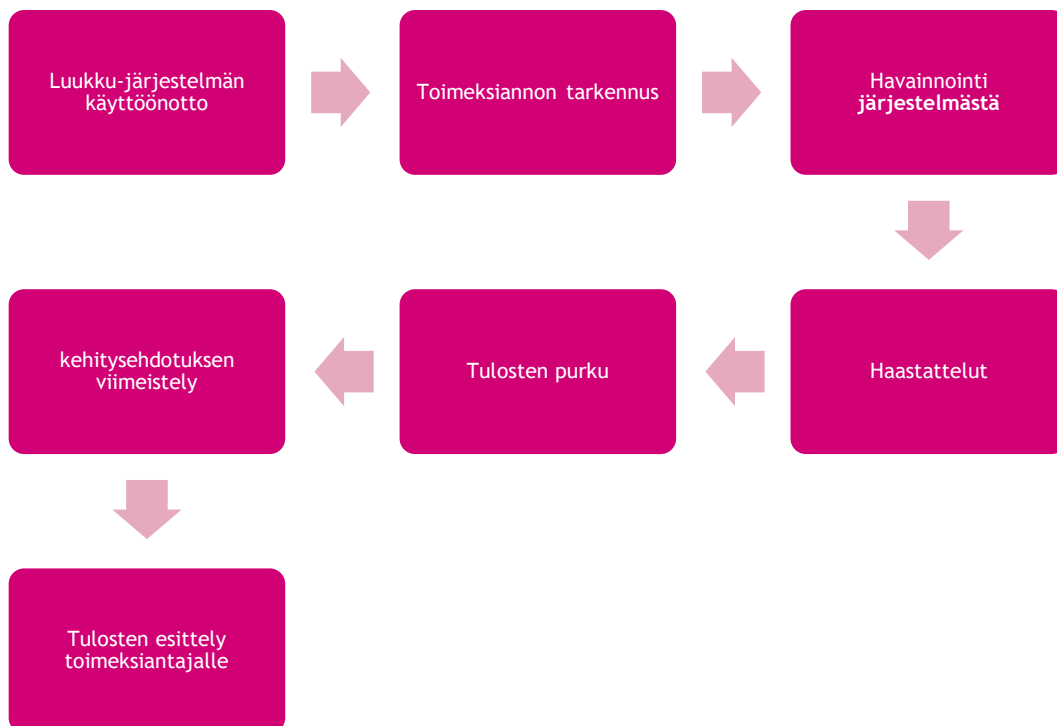 Luukku-järjestelmän
käyttöönotto
Toimeksiannon tarkennus
Havainnointi
järjestelmästä
Haastattelut
Tulosten purku
kehitysehdotuksen
viimeistely
Tulosten esittely
toimeksiantajalle